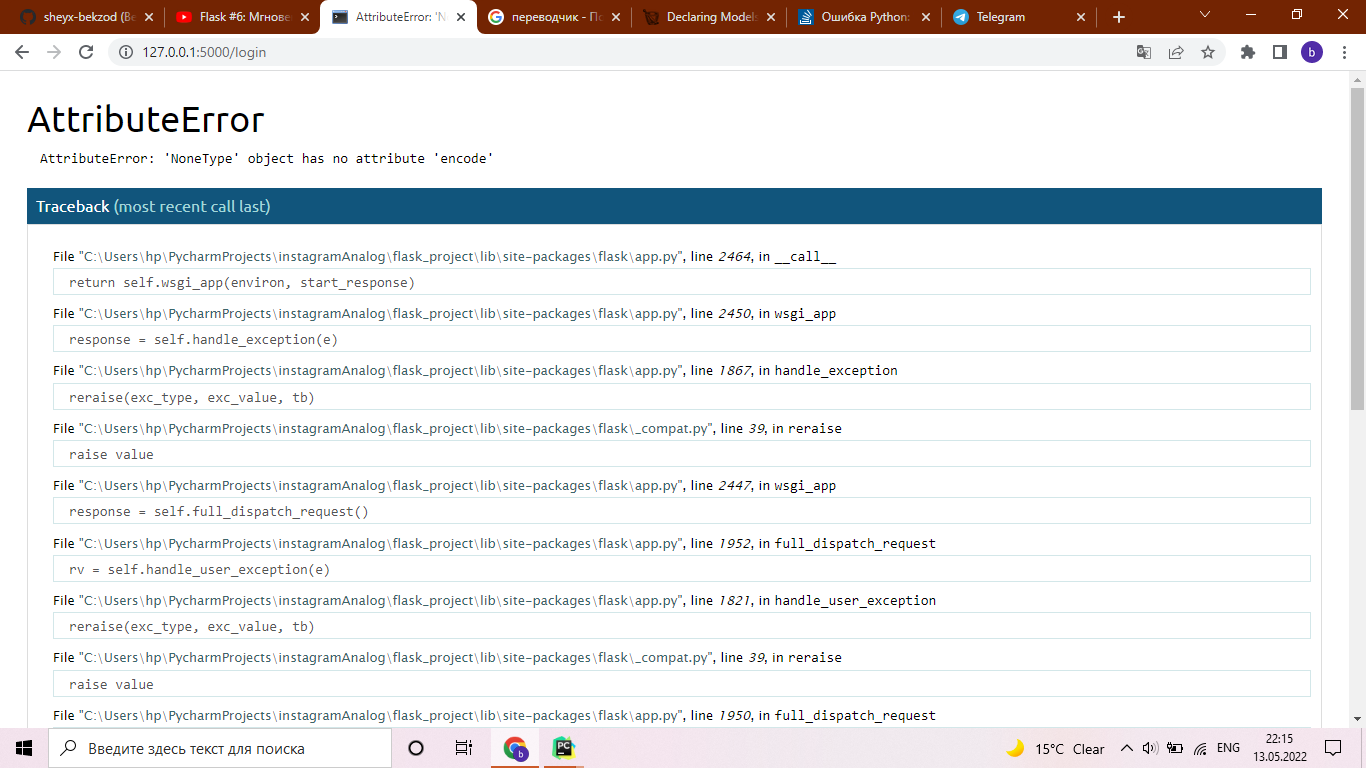 sheyx-bekzod (Be
Flask #6: Мгнове
AttributeError: 'N
переводчик - По
Declaring Models
Ошибка Python:
Telegram
127.0.0.1:5000/login
b
AttributeError
AttributeError: 'NoneType' object has no attribute 'encode'
Traceback (most recent call last)
File "C:\Users\hp\PycharmProjects\instagramAnalog\flask_project\lib\site-packages\flask\app.py", line 2464, in __call__
return self.wsgi_app(environ, start_response)
File "C:\Users\hp\PycharmProjects\instagramAnalog\flask_project\lib\site-packages\flask\app.py", line 2450, in wsgi_app
response = self.handle_exception(e)
File "C:\Users\hp\PycharmProjects\instagramAnalog\flask_project\lib\site-packages\flask\app.py", line 1867, in handle_exception
reraise(exc_type, exc_value, tb)
File "C:\Users\hp\PycharmProjects\instagramAnalog\flask_project\lib\site-packages\flask\_compat.py", line 39, in reraise
raise value
File "C:\Users\hp\PycharmProjects\instagramAnalog\flask_project\lib\site-packages\flask\app.py", line 2447, in wsgi_app
response = self.full_dispatch_request()
File "C:\Users\hp\PycharmProjects\instagramAnalog\flask_project\lib\site-packages\flask\app.py", line 1952, in full_dispatch_request
rv = self.handle_user_exception(e)
File "C:\Users\hp\PycharmProjects\instagramAnalog\flask_project\lib\site-packages\flask\app.py", line 1821, in handle_user_exception
reraise(exc_type, exc_value, tb)
File "C:\Users\hp\PycharmProjects\instagramAnalog\flask_project\lib\site-packages\flask\_compat.py", line 39, in reraise
raise value
File "C:\Users\hp\PycharmProjects\instagramAnalog\flask_project\lib\site-packages\flask\app.py", line 1950, in full_dispatch_request
Введите здесь текст для поиска
b
PC
15°C Clear
ENG
22:15
13.05.2022